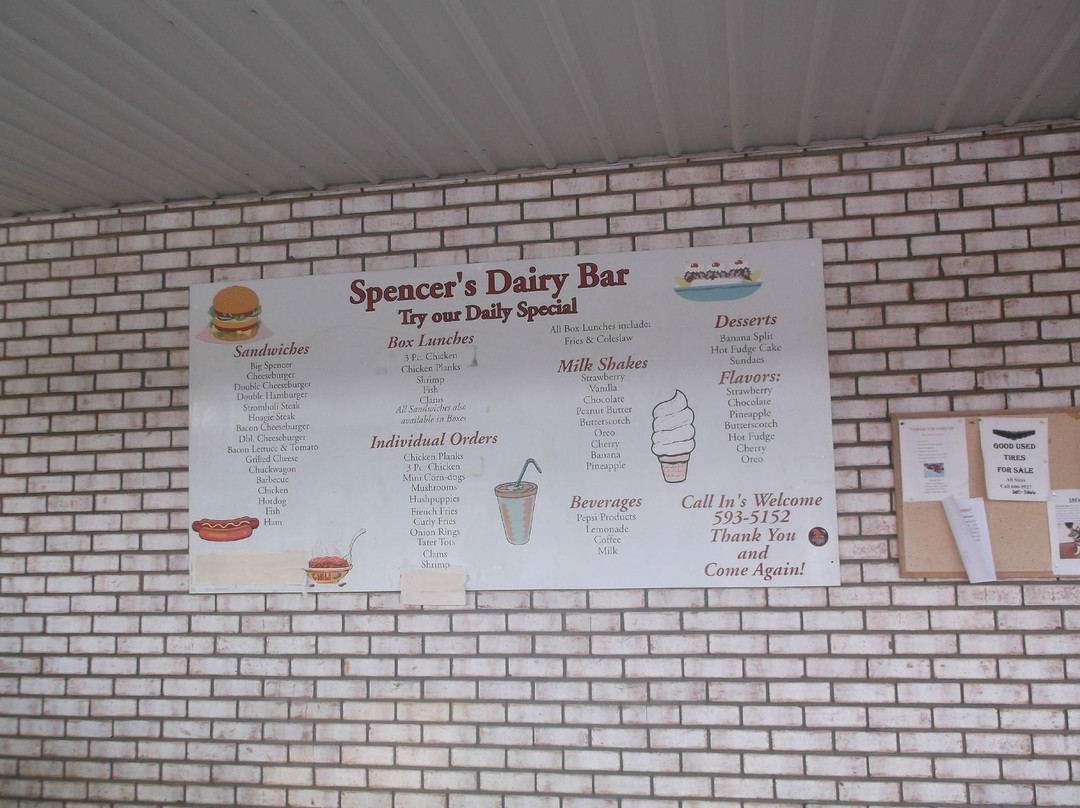 Spencer's Dairy Bar
Try our Daily Special
Sandwiches
Big Spencer
Cheeseburger
Double Cheeseburger
Double Hamburger
Stromboli Steak
Hoagie Steak
Bacon Cheeseburger
Dbl. Cheeseburger
Bacon Lettuce & Tomato
Grilled Cheese
Chuckwagon
Barbecue
Chicken
Hotdog
Fish
Ham
CHILI
Box Lunches
3 Pc. Chicken
Chicken Planks
Shrimp
Fish
Clams
All Sandwiches also
available in Boxes
Individual Orders
Chicken Planks
3 Pc. Chicken
Mini Corn-dogs
Mushrooms
Hushpuppies
French Fries
Curly Fries
Onion Rings
Tater Tots
Clams
Shrimp
All Box Lunches include:
Fries & Coleslaw
Milk Shakes
Strawberry
Vanilla
Chocolate
Peanut Butter
Butterscotch
Oreo
Cherry
Banana
Pineapple
Beverages
Pepsi Products
Lemonade
Coffee
Milk
Desserts
Banana Split
Hot Fudge Cake
Sundaes
Flavors:
Strawberry
Chocolate
Pineapple
Butterscotch
Hot Fudge
Cherry
Oreo
Call In's Welcome
593-5152
Thank You
and
Come Again!
GOOD USED
TIRES
FOR SALE
All Sizes